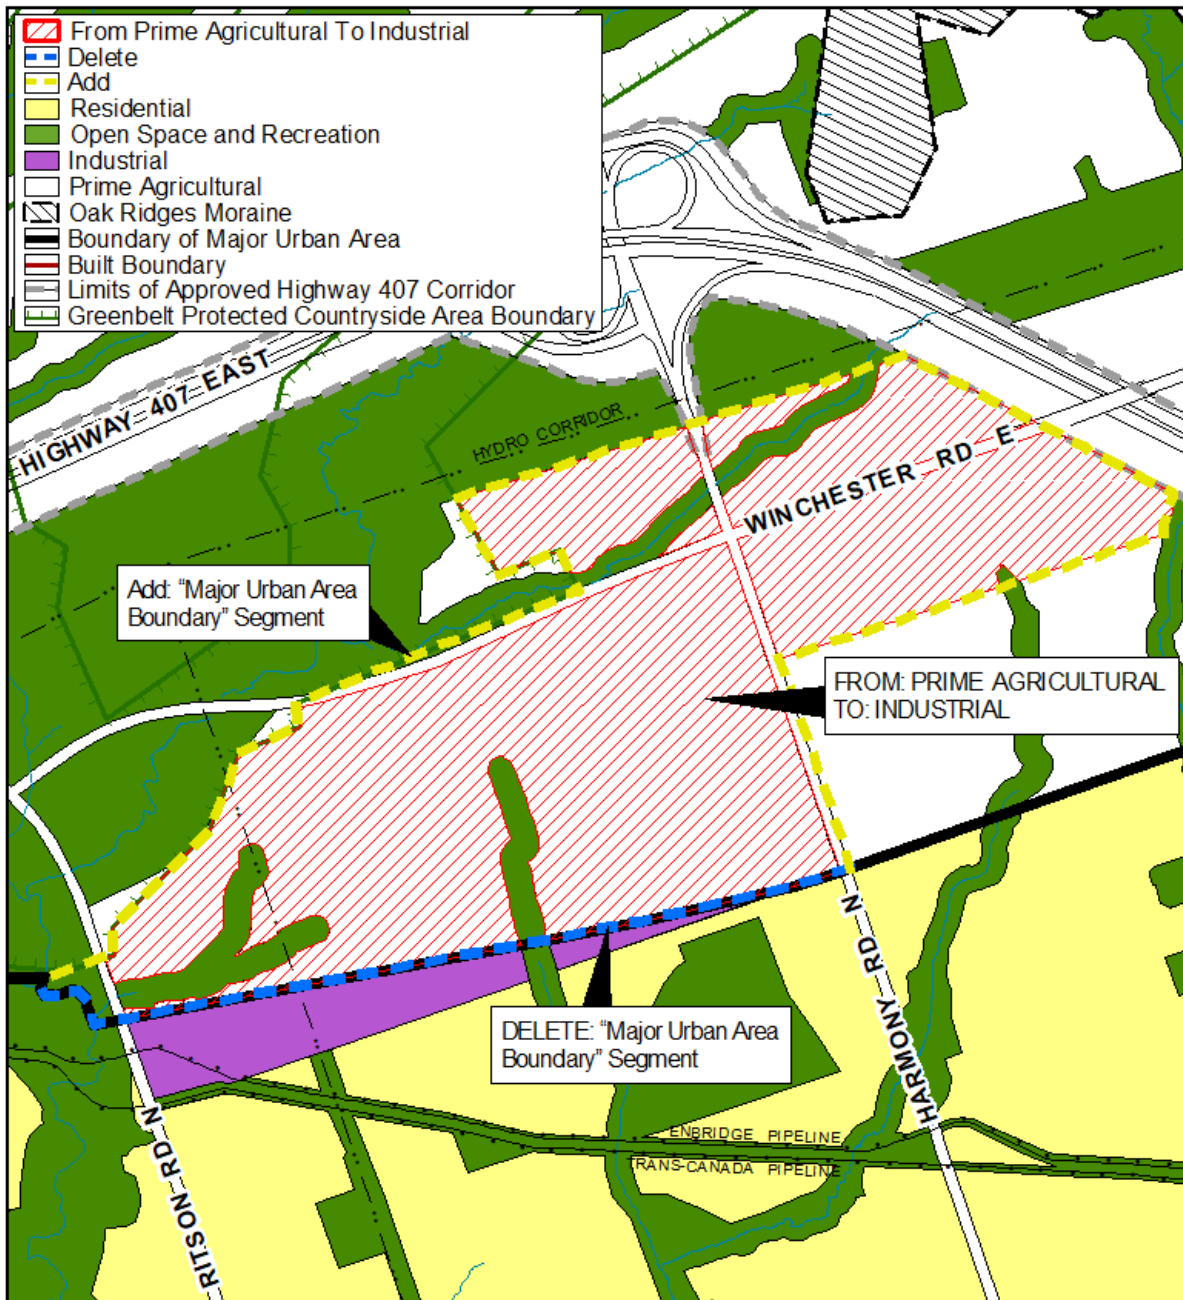 From Prime Agricultural To Industrial
Delete
Add
Residential
Open Space and Recreation
Industrial
Prime Agricultural
Oak Ridges Moraine
Boundary of Major Urban Area
Built Boundary
Limits of Approved Highway 407 Corridor
Greenbelt Protected Countryside Area Boundary
HIGHWAY 407 EAST
HYDRO CORRIDOR
WINCHESTER RD E
Add: “Major Urban Area
Boundary” Segment
FROM: PRIME AGRICULTURAL
TO: INDUSTRIAL
DELETE: “Major Urban Area
Boundary” Segment
HARMONY RD N
RITSON RD N
ENBRIDGE PIPELINE
TRANS-CANADA PIPELINE